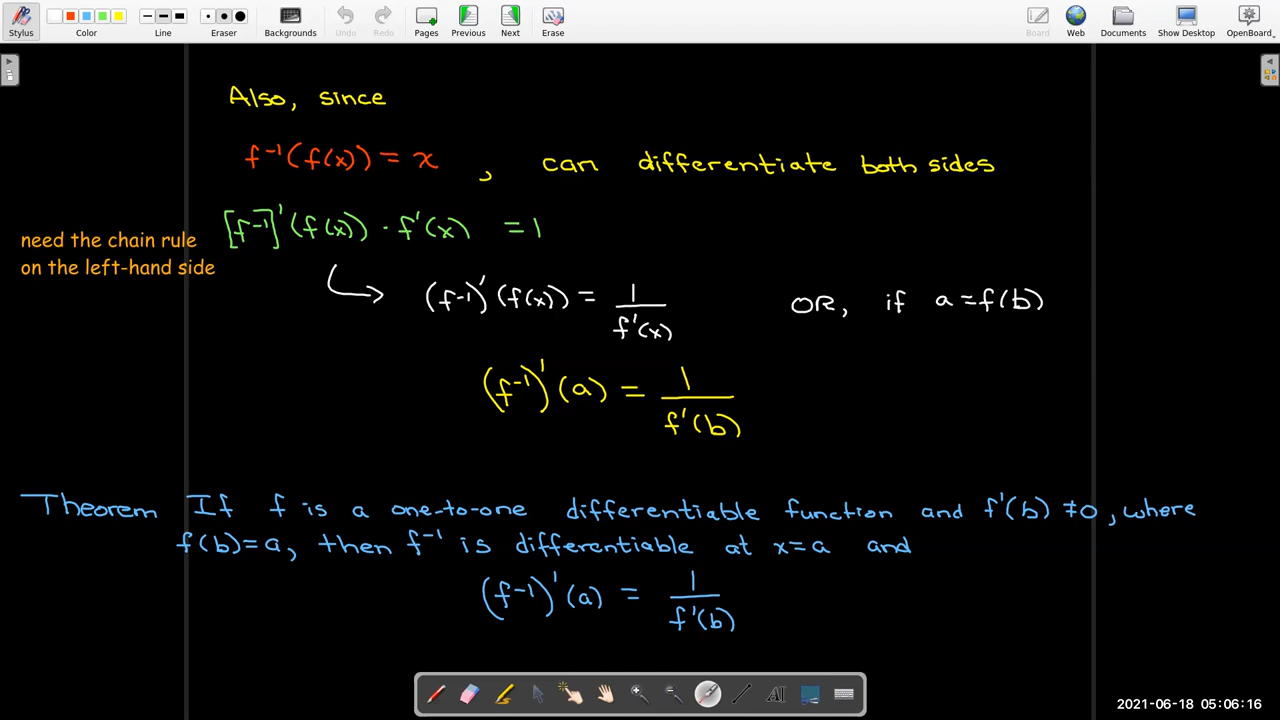 Stylus Color Line Eraser Backgrounds Undo Redo Pages Previous Next Erase Board Web Documents Show Desktop OpenBoard
Also, since
f⁻¹(f(x)) = x , can differentiate both sides
[f⁻¹]'(f(x)) · f'(x) = 1
need the chain rule
on the left-hand side
(f⁻¹)'(f(x)) = 1/f'(x) OR, if a = f(b)
(f⁻¹)'(a) = 1/f'(b)
Theorem If f is a one-to-one differentiable function and f'(b) ≠ 0, where
f(b) = a, then f⁻¹ is differentiable at x = a and
(f⁻¹)'(a) = 1/f'(b)
AI
2021-06-18 05:06:16